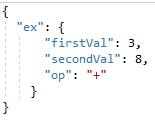 {
  "ex": {
      "firstVal": 3,
      "secondVal": 8,
      "op": "+"
    }
}